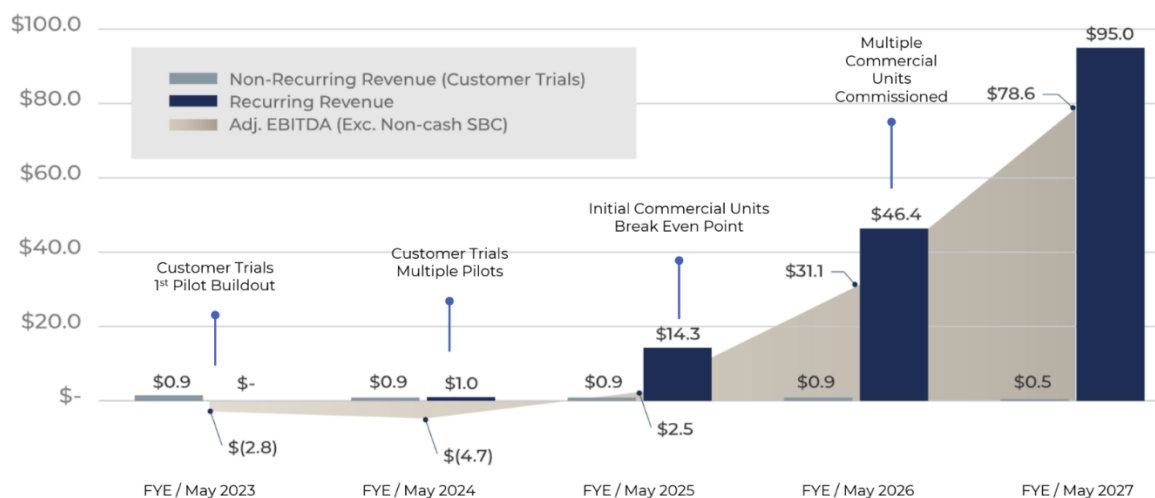 $100.0
$80.0
$60.0
$40.0
$20.0
$-
Non-Recurring Revenue (Customer Trials)
Recurring Revenue
Adj. EBITDA (Exc. Non-cash SBC)
Customer Trials
1st Pilot Buildout
$0.9
$-
$(2.8)
Customer Trials
Multiple Pilots
$0.9
$1.0
$(4.7)
Initial Commercial Units
Break Even Point
$0.9
$14.3
$2.5
Multiple
Commercial
Units
Commissioned
$31.1
$0.9
$46.4
$78.6
$0.5
$95.0
FYE / May 2023
FYE / May 2024
FYE / May 2025
FYE / May 2026
FYE / May 2027